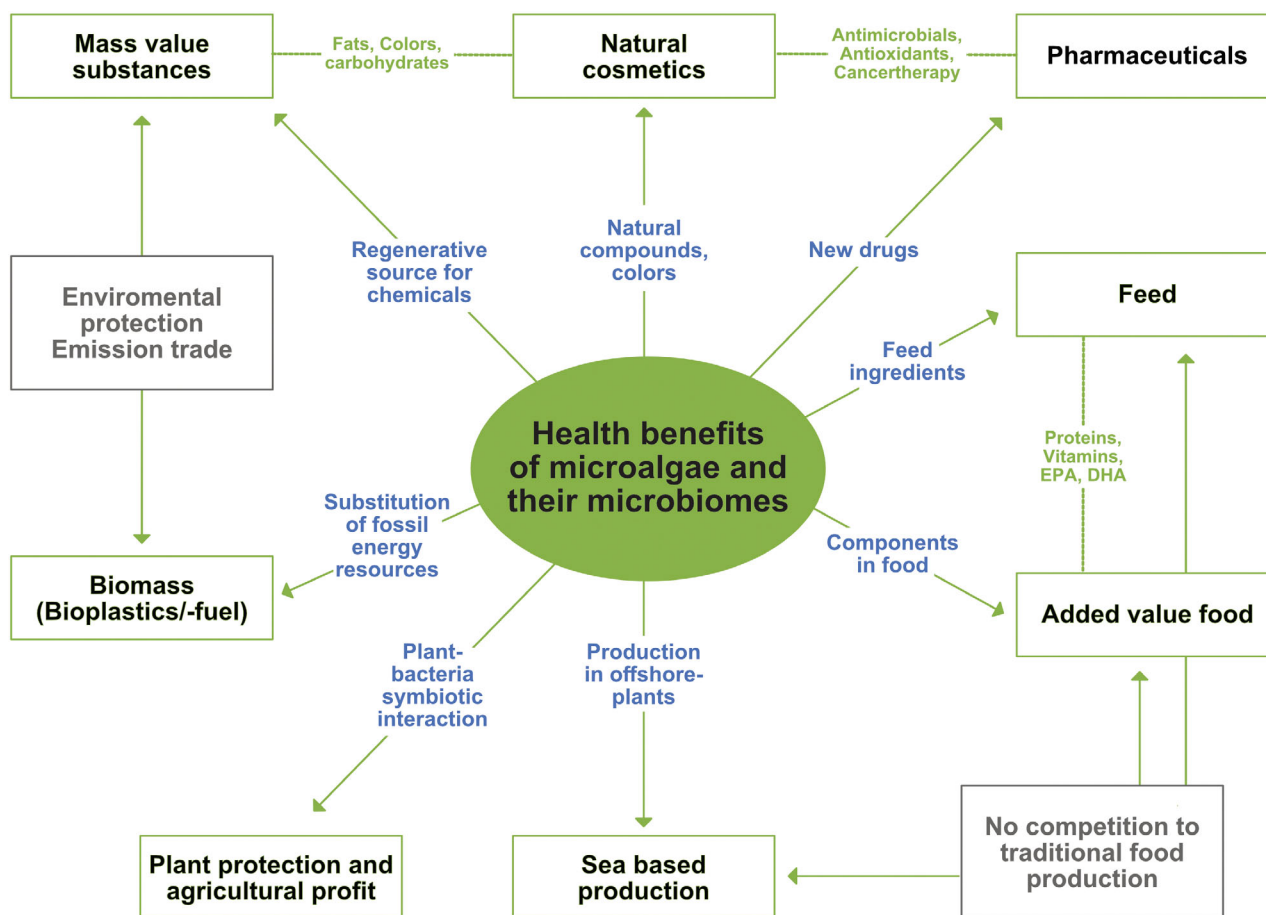 Mass value
substances
Fats, Colors,
carbohydrates
Natural
cosmetics
Antimicrobials,
Antioxidants,
Cancertherapy
Pharmaceuticals
Regenerative
source for
chemicals
Natural
compounds,
colors
New drugs
Enviromental
protection
Emission trade
Feed
Feed
ingredients
Health benefits
of microalgae and
their microbiomes
Proteins,
Vitamins,
EPA, DHA
Substitution
of fossil
energy
resources
Components
in food
Biomass
(Bioplastics/-fuel)
Added value food
Plant-
bacteria
symbiotic
interaction
Production
in offshore-
plants
Plant protection and
agricultural profit
Sea based
production
No competition to
traditional food
production